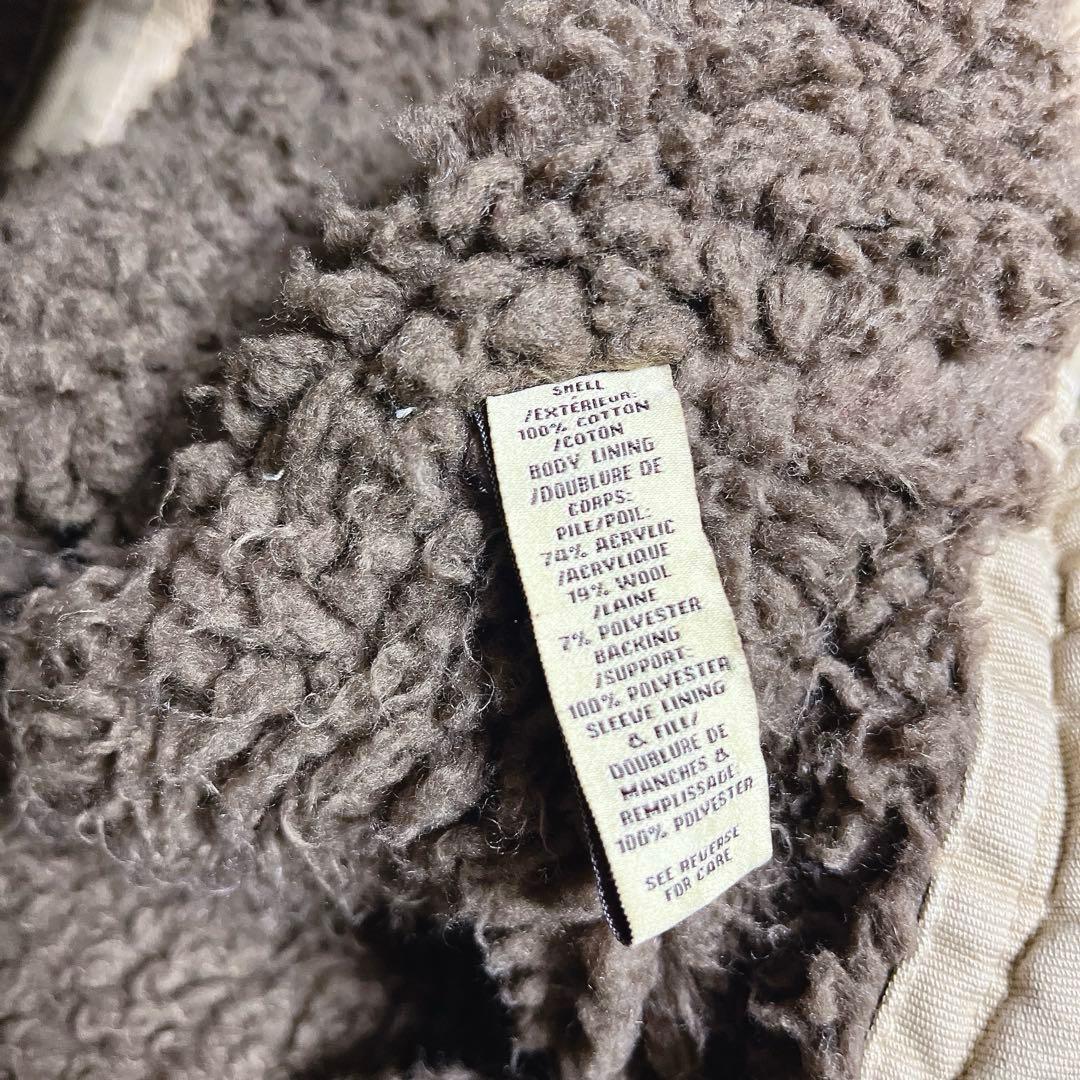 SHELL
/EXTÉRIEUR:
100% COTTON
/COTON
BODY LINING
/DOUBLURE DE
CORPS:
PILE/POIL:
74% ACRYLIC
/ACRYLIQUE
19% WOOL
/LAINE
7% POLYESTER
BACKING
/SUPPORT:
100% POLYESTER
SLEEVE LINING
& FILL/
DOUBLURE DE
MANCHES &
REMPLISSAGE
100% POLYESTER
SEE REVERSE
FOR CARE